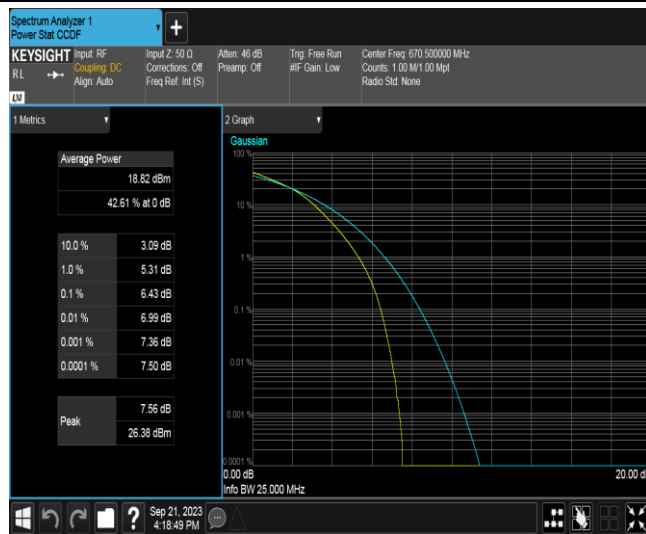 Spectrum Analyzer 1
Power Stat CCDF
+
KEYSIGHT
RL
LXI
Input: RF
Coupling: DC
Align: Auto
Input Z: 50 Ω
Corrections: Off
Freq Ref: Int (S)
Atten: 46 dB
Preamp: Off
Trig: Free Run
#IF Gain: Low
Center Freq: 670.500000 MHz
Counts: 1.00 M/1.00 Mpt
Radio Std: None
1 Metrics
Average Power
18.82 dBm
42.61 % at 0 dB
10.0 % 3.09 dB
1.0 % 5.31 dB
0.1 % 6.43 dB
0.01 % 6.99 dB
0.001 % 7.36 dB
0.0001 % 7.50 dB
Peak 7.56 dB
26.38 dBm
2 Graph
Gaussian
100 %
10 %
1 %
0.1 %
0.01 %
0.001 %
0.0001 %
0.00 dB 20.00 d
Info BW 25.000 MHz
?
Sep 21, 2023
4:18:49 PM